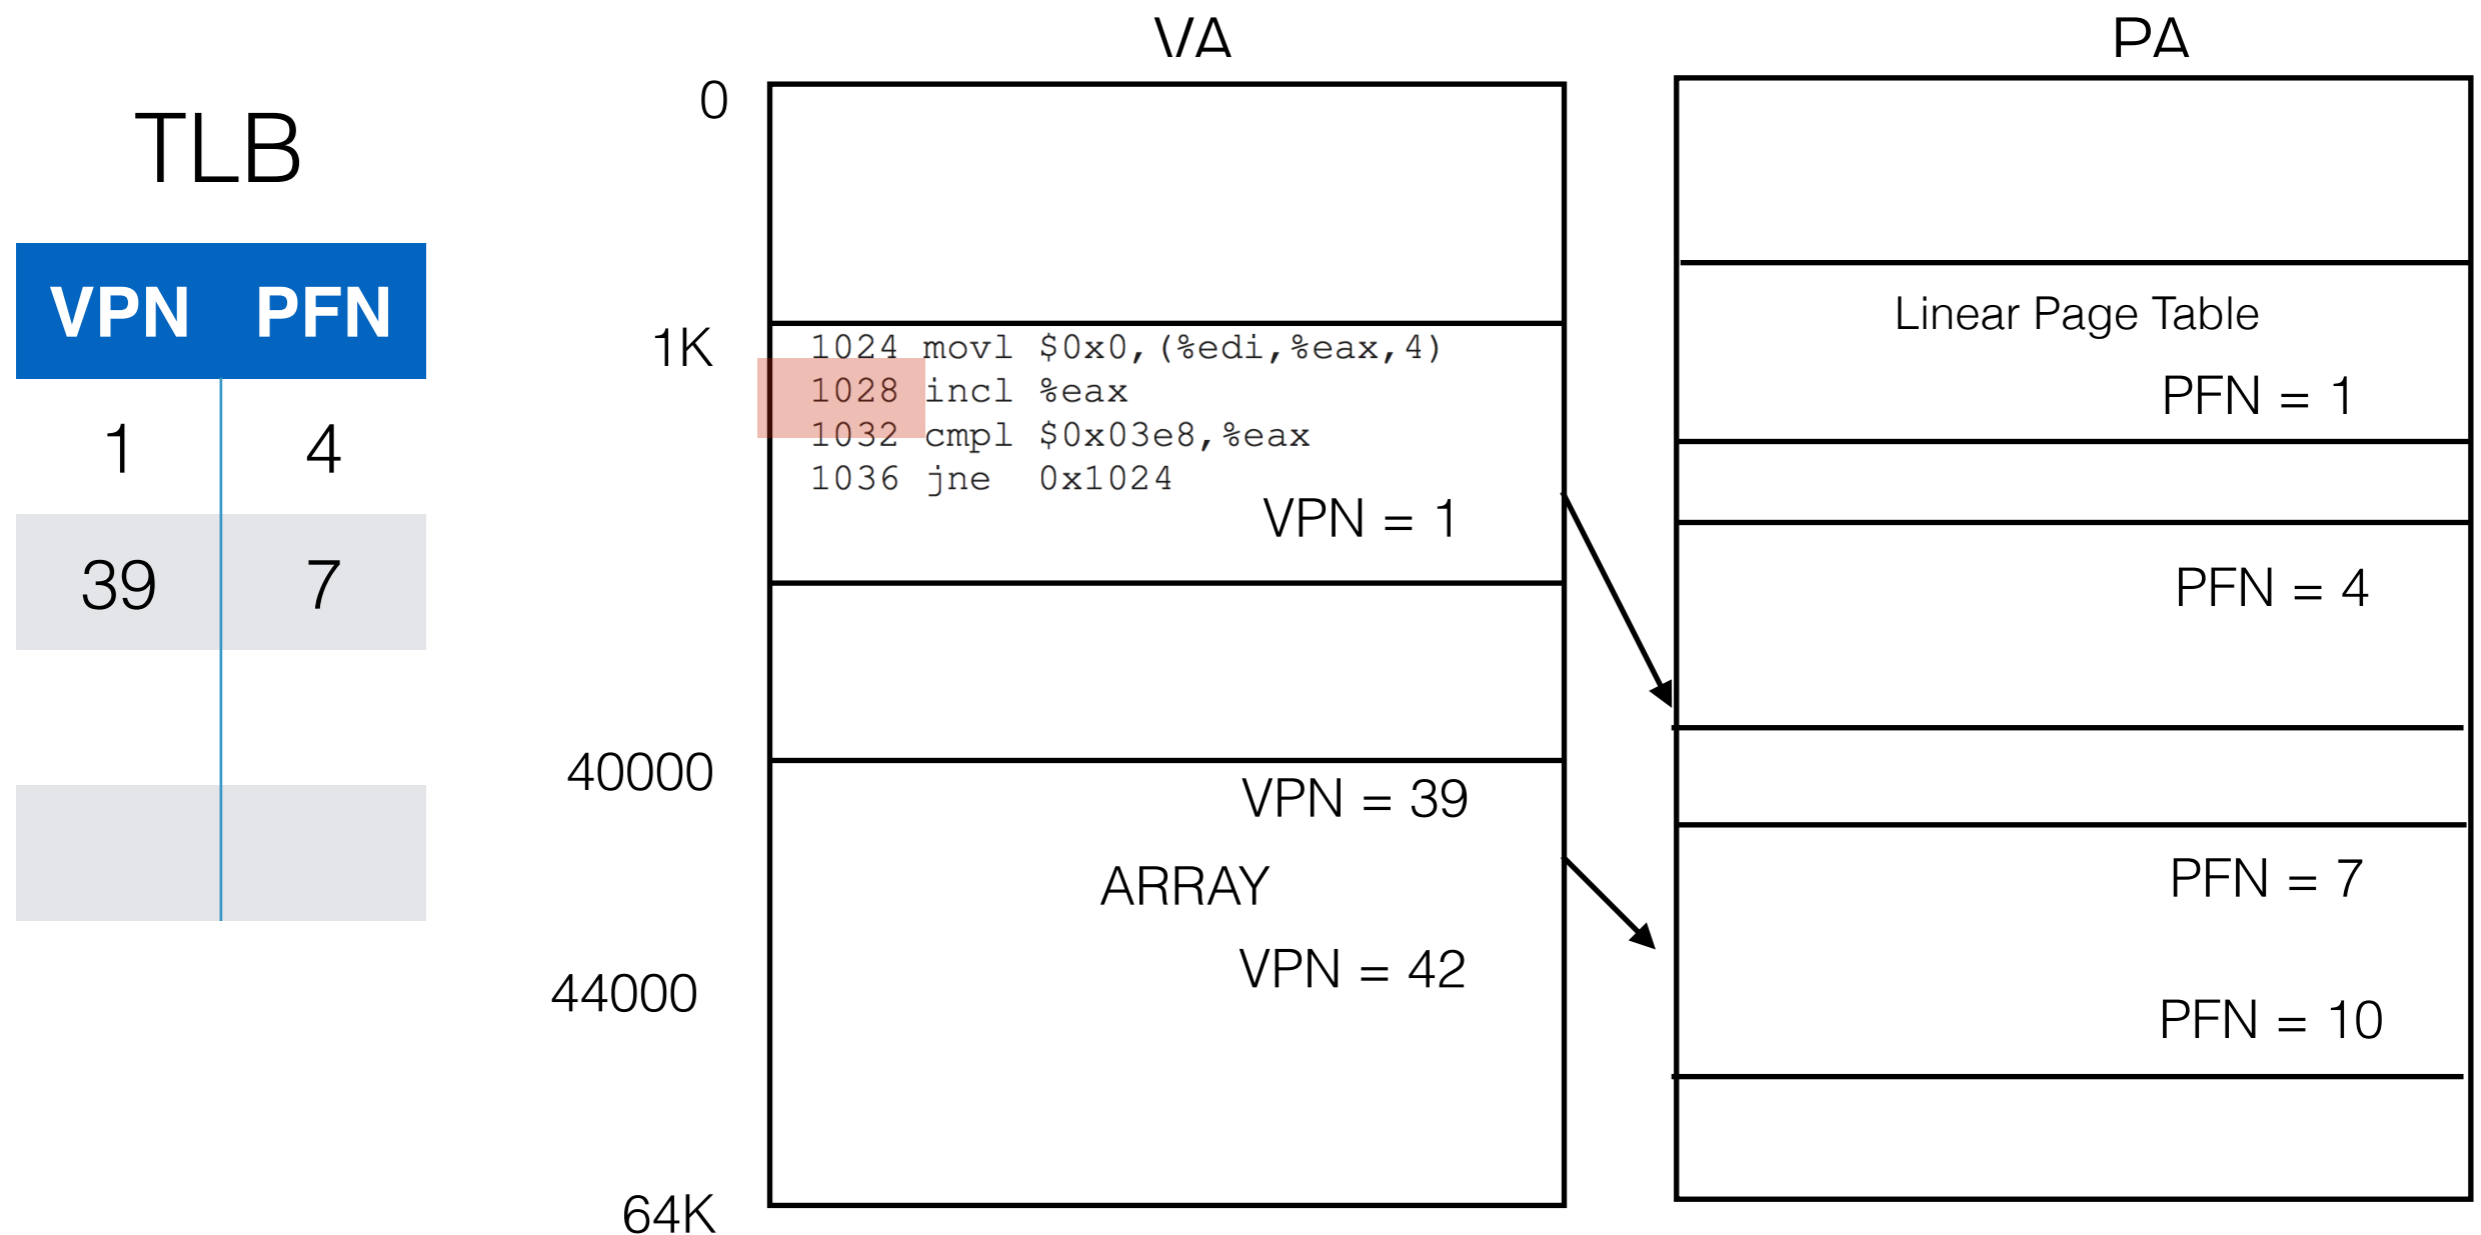 TLB
VPN PFN
1 4
39 7
VA
0
1K
1024 movl $0x0,(%edi,%eax,4)
1028 incl %eax
1032 cmpl $0x03e8,%eax
1036 jne 0x1024
VPN = 1
40000
VPN = 39
ARRAY
VPN = 42
44000
64K
PA
Linear Page Table
PFN = 1
PFN = 4
PFN = 7
PFN = 10